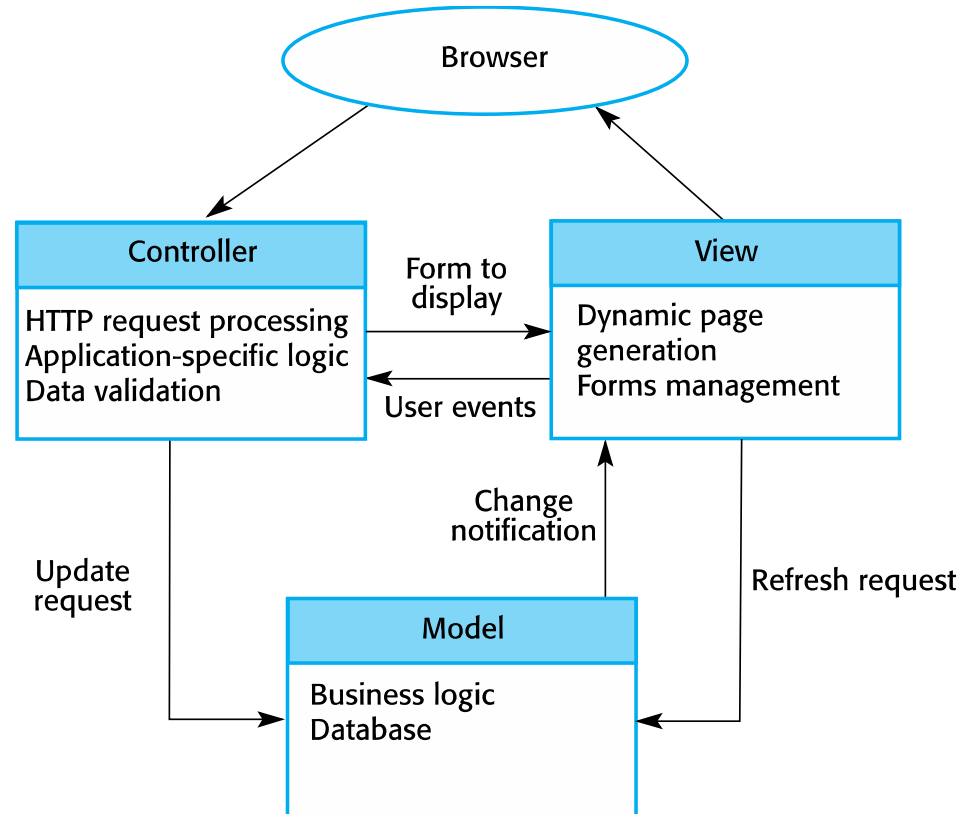 Browser
Controller
HTTP request processing
Application-specific logic
Data validation
Form to
display
User events
View
Dynamic page
generation
Forms management
Update
request
Change
notification
Refresh request
Model
Business logic
Database